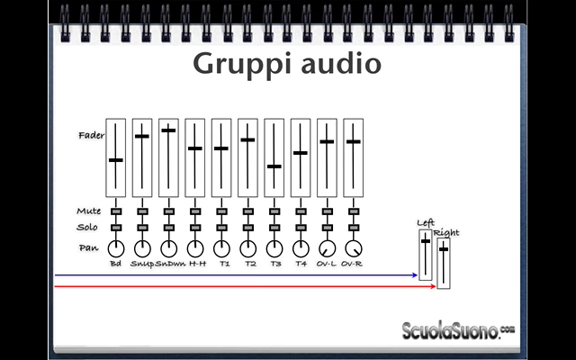 Gruppi audio
Fader
Mute
Solo
Pan
Bd SnUp SnDwn H-H T1 T2 T3 T4 Ov-L Ov-R
Left
Right
ScuolaSuono.com